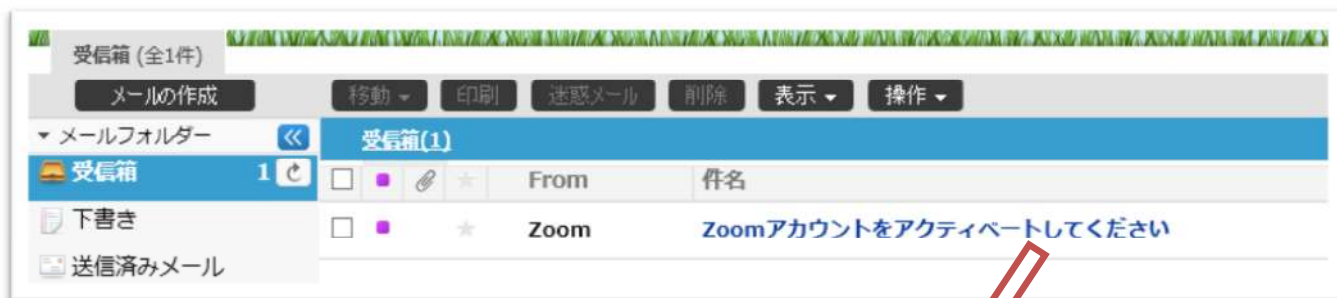 受信箱 (全1件)
メールの作成 移動 印刷 迷惑メール 削除 表示 操作
メールフォルダー
受信箱(1)
受信箱 1
From 件名
下書き
Zoom Zoomアカウントをアクティベートしてください
送信済みメール